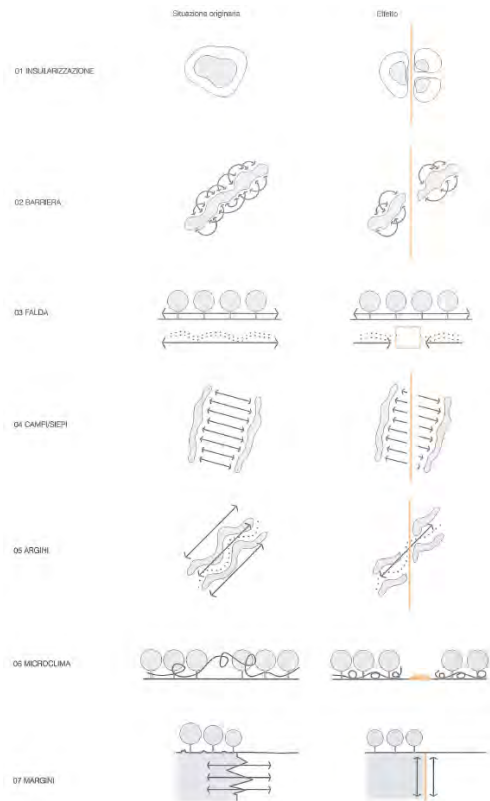 Situazione originaria
Effetto
01 INSULARIZZAZIONE
02 BARRIERA
03 FALDA
04 CAMPI/SIEPI
05 ARGINI
06 MICROCLIMA
07 MARGINI